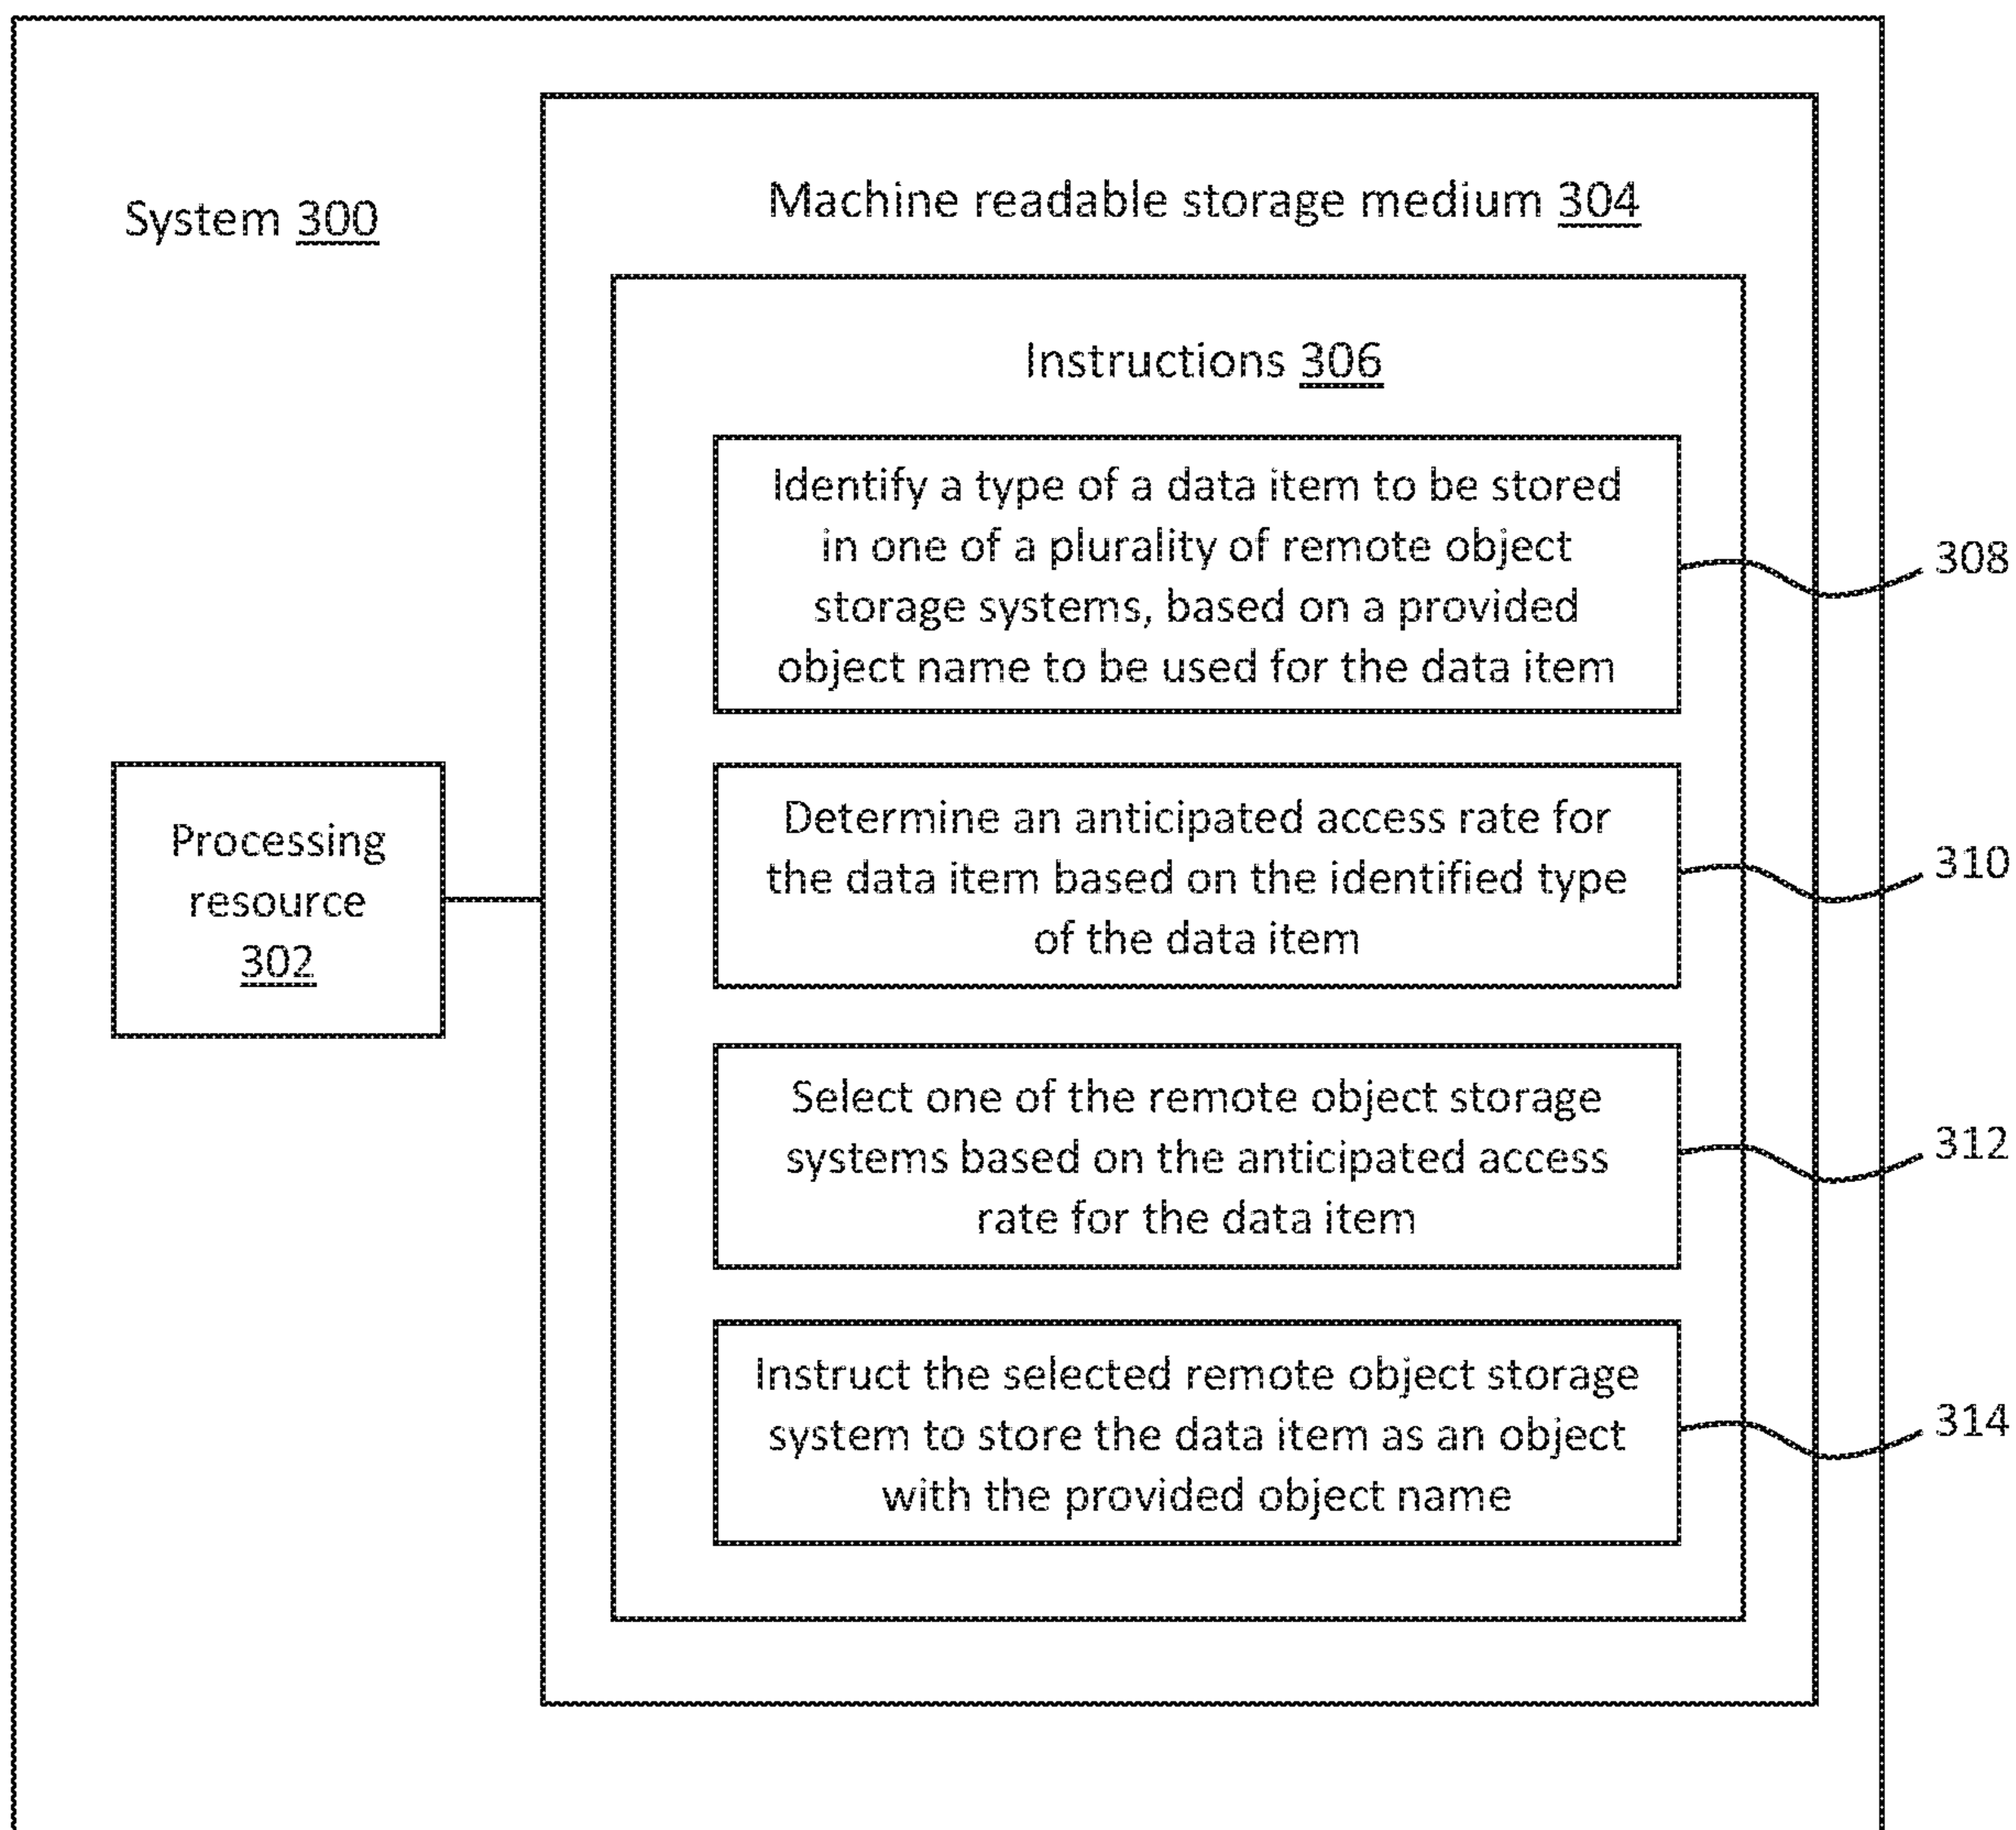 System 300
Machine readable storage medium 304
Instructions 306
Identify a type of a data item to be stored
in one of a plurality of remote object
storage systems, based on a provided
object name to be used for the data item
308
Processing
resource
302
Determine an anticipated access rate for
the data item based on the identified type
of the data item
310
Select one of the remote object storage
systems based on the anticipated access
rate for the data item
312
Instruct the selected remote object storage
system to store the data item as an object
with the provided object name
314